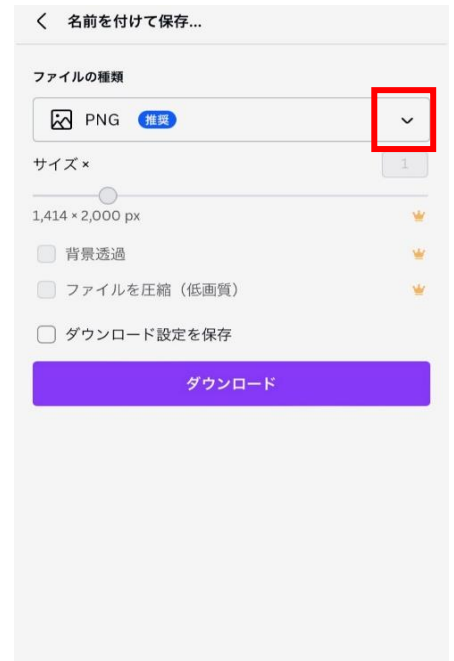 名前を付けて保存...
ファイルの種類
PNG 推奨
サイズ × 1
1,414 × 2,000 px
背景透過
ファイルを圧縮（低画質）
ダウンロード設定を保存
ダウンロード